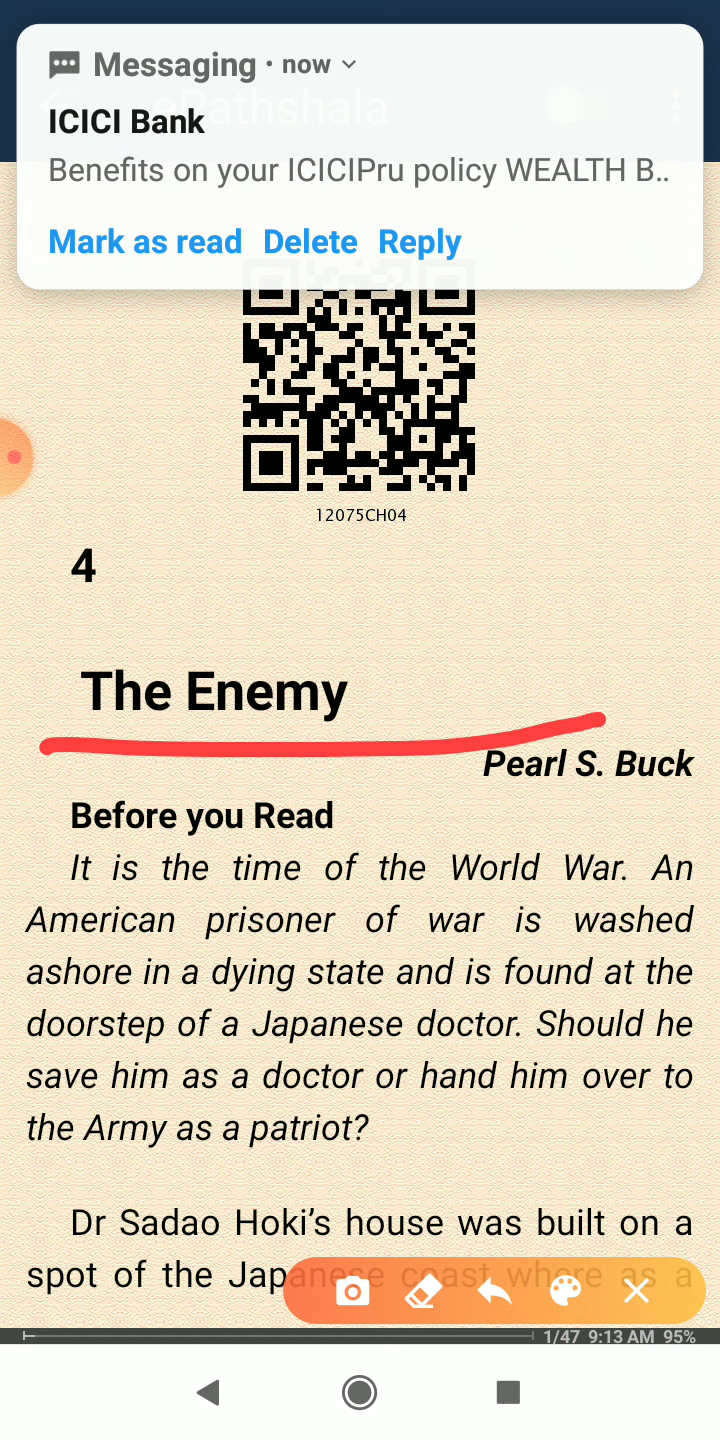 Messaging • now
ePathshala
ICICI Bank
Benefits on your ICICIPru policy WEALTH B..
Mark as read Delete Reply
12075CH04
4
The Enemy
Pearl S. Buck
Before you Read
It is the time of the World War. An
American prisoner of war is washed
ashore in a dying state and is found at the
doorstep of a Japanese doctor. Should he
save him as a doctor or hand him over to
the Army as a patriot?
Dr Sadao Hoki's house was built on a
spot of the Japanese coast where as a
1/47 9:13 AM 95%